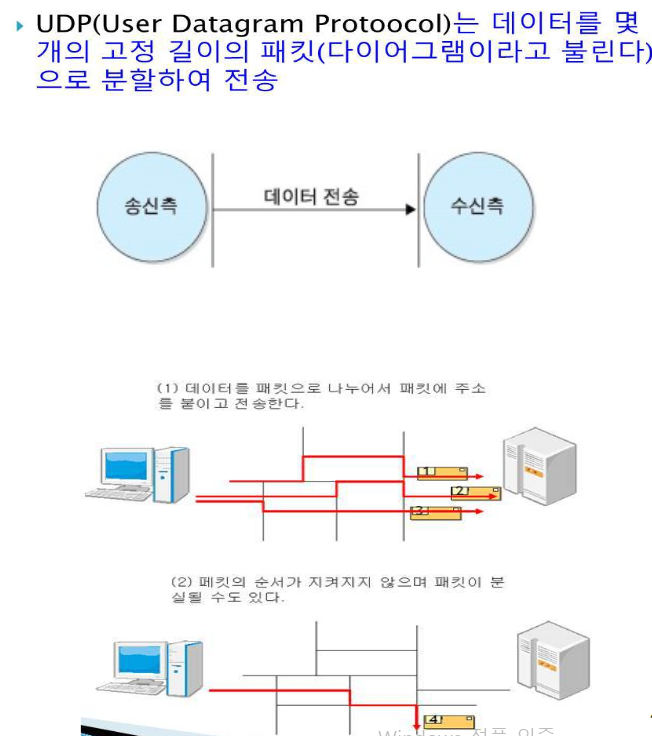 UDP(User Datagram Protoocol)는 데이터를 몇
개의 고정 길이의 패킷(다이어그램이라고 불린다)
으로 분할하여 전송
송신측
데이터 전송
수신측
(1) 데이터를 패킷으로 나누어서 패킷에 주소
를 붙이고 전송한다.
1
2
3
(2) 페킷의 순서가 지켜지지 않으며 패킷이 분
실될 수도 있다.
4
Windows 정품 인증